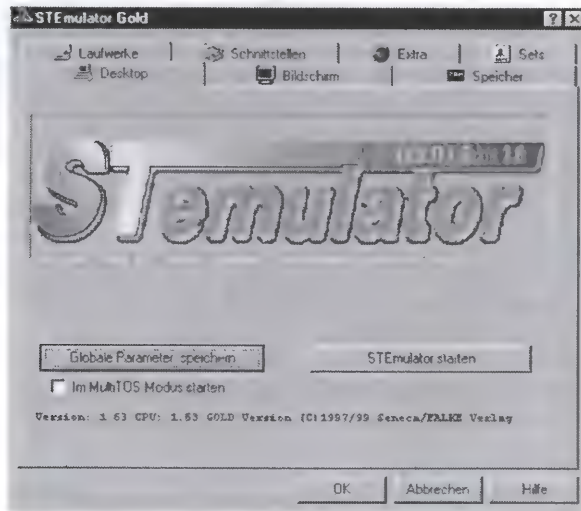 STEmulator Gold
Laufwerke Schnittstellen Extra Sets
Desktop Bildschirm Speicher
STemulator
Globale Parameter speichern STEmulator starten
Im MultiTOS Modus starten
Version: 1.63 CPU: 1.53 GOLD Version (C)1997/99 Seneca/FALKE Verlag
OK Abbrechen Hilfe